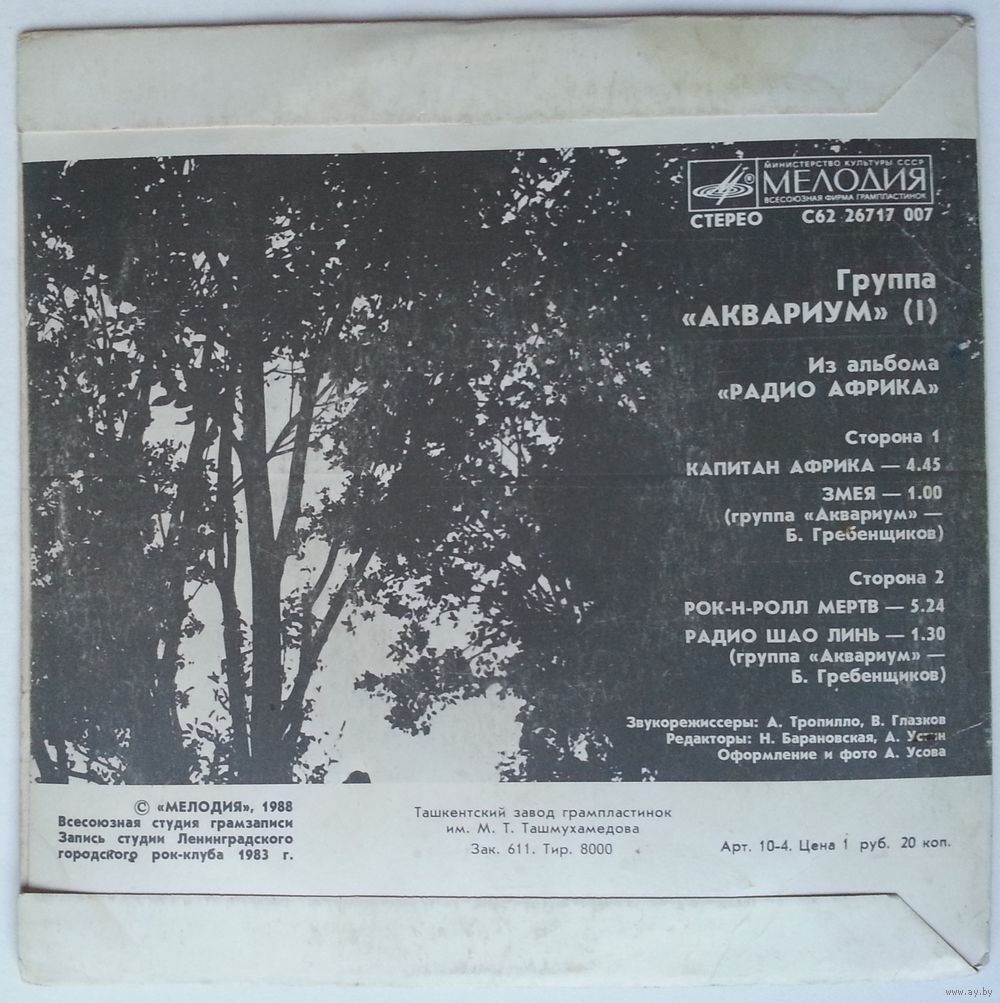 МИНИСТЕРСТВО КУЛЬТУРЫ СССР
МЕЛОДИЯ
ВСЕСОЮЗНАЯ ФИРМА ГРАМПЛАСТИНОК
СТЕРЕО С62 26717 007
Группа
«АКВАРИУМ» (I)
Из альбома
«РАДИО АФРИКА»
Сторона 1
КАПИТАН АФРИКА — 4.45
ЗМЕЯ — 1.00
(группа «Аквариум» —
Б. Гребенщиков)
Сторона 2
РОК-Н-РОЛЛ МЕРТВ — 5.24
РАДИО ШАО ЛИНЬ — 1.30
(группа «Аквариум» —
Б. Гребенщиков)
Звукорежиссеры: А. Тропилло, В. Глазков
Редакторы: Н. Барановская, А. Устин
Оформление и фото А. Усова
© «МЕЛОДИЯ», 1988
Всесоюзная студия грамзаписи
Запись студии Ленинградского
городского рок-клуба 1983 г.
Ташкентский завод грампластинок
им. М. Т. Ташмухамедова
Зак. 611. Тир. 8000
Арт. 10-4. Цена 1 руб. 20 коп.
www.ay.by